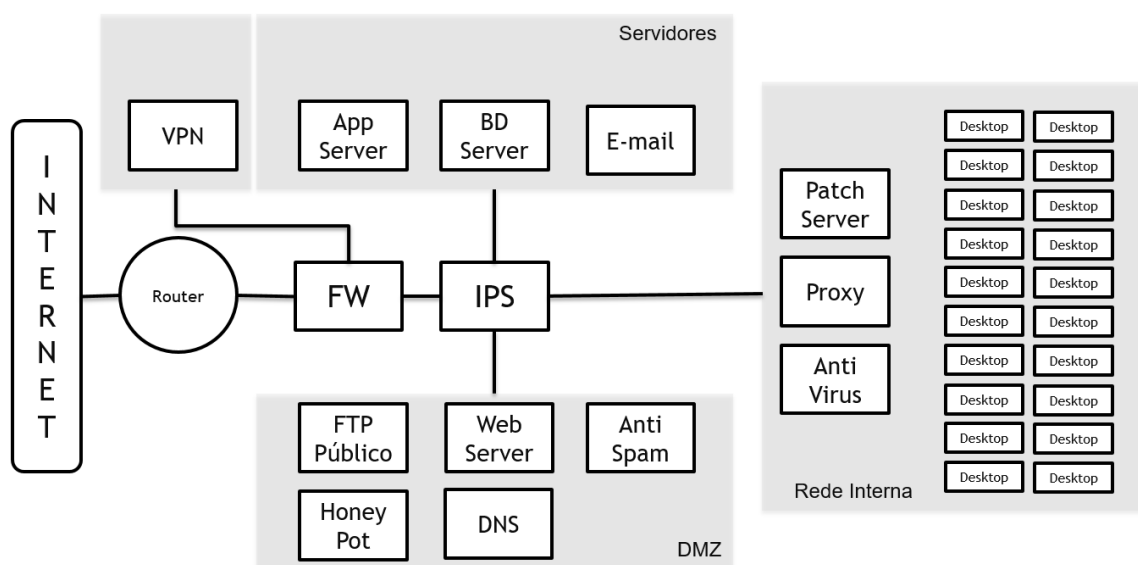 INTERNET
Servidores
VPN
App
Server
BD
Server
E-mail
Router
FW
IPS
FTP
Público
Web
Server
Anti
Spam
Honey
Pot
DNS
DMZ
Patch
Server
Proxy
Anti
Virus
Rede Interna
Desktop Desktop
Desktop Desktop
Desktop Desktop
Desktop Desktop
Desktop Desktop
Desktop Desktop
Desktop Desktop
Desktop Desktop
Desktop Desktop
Desktop Desktop